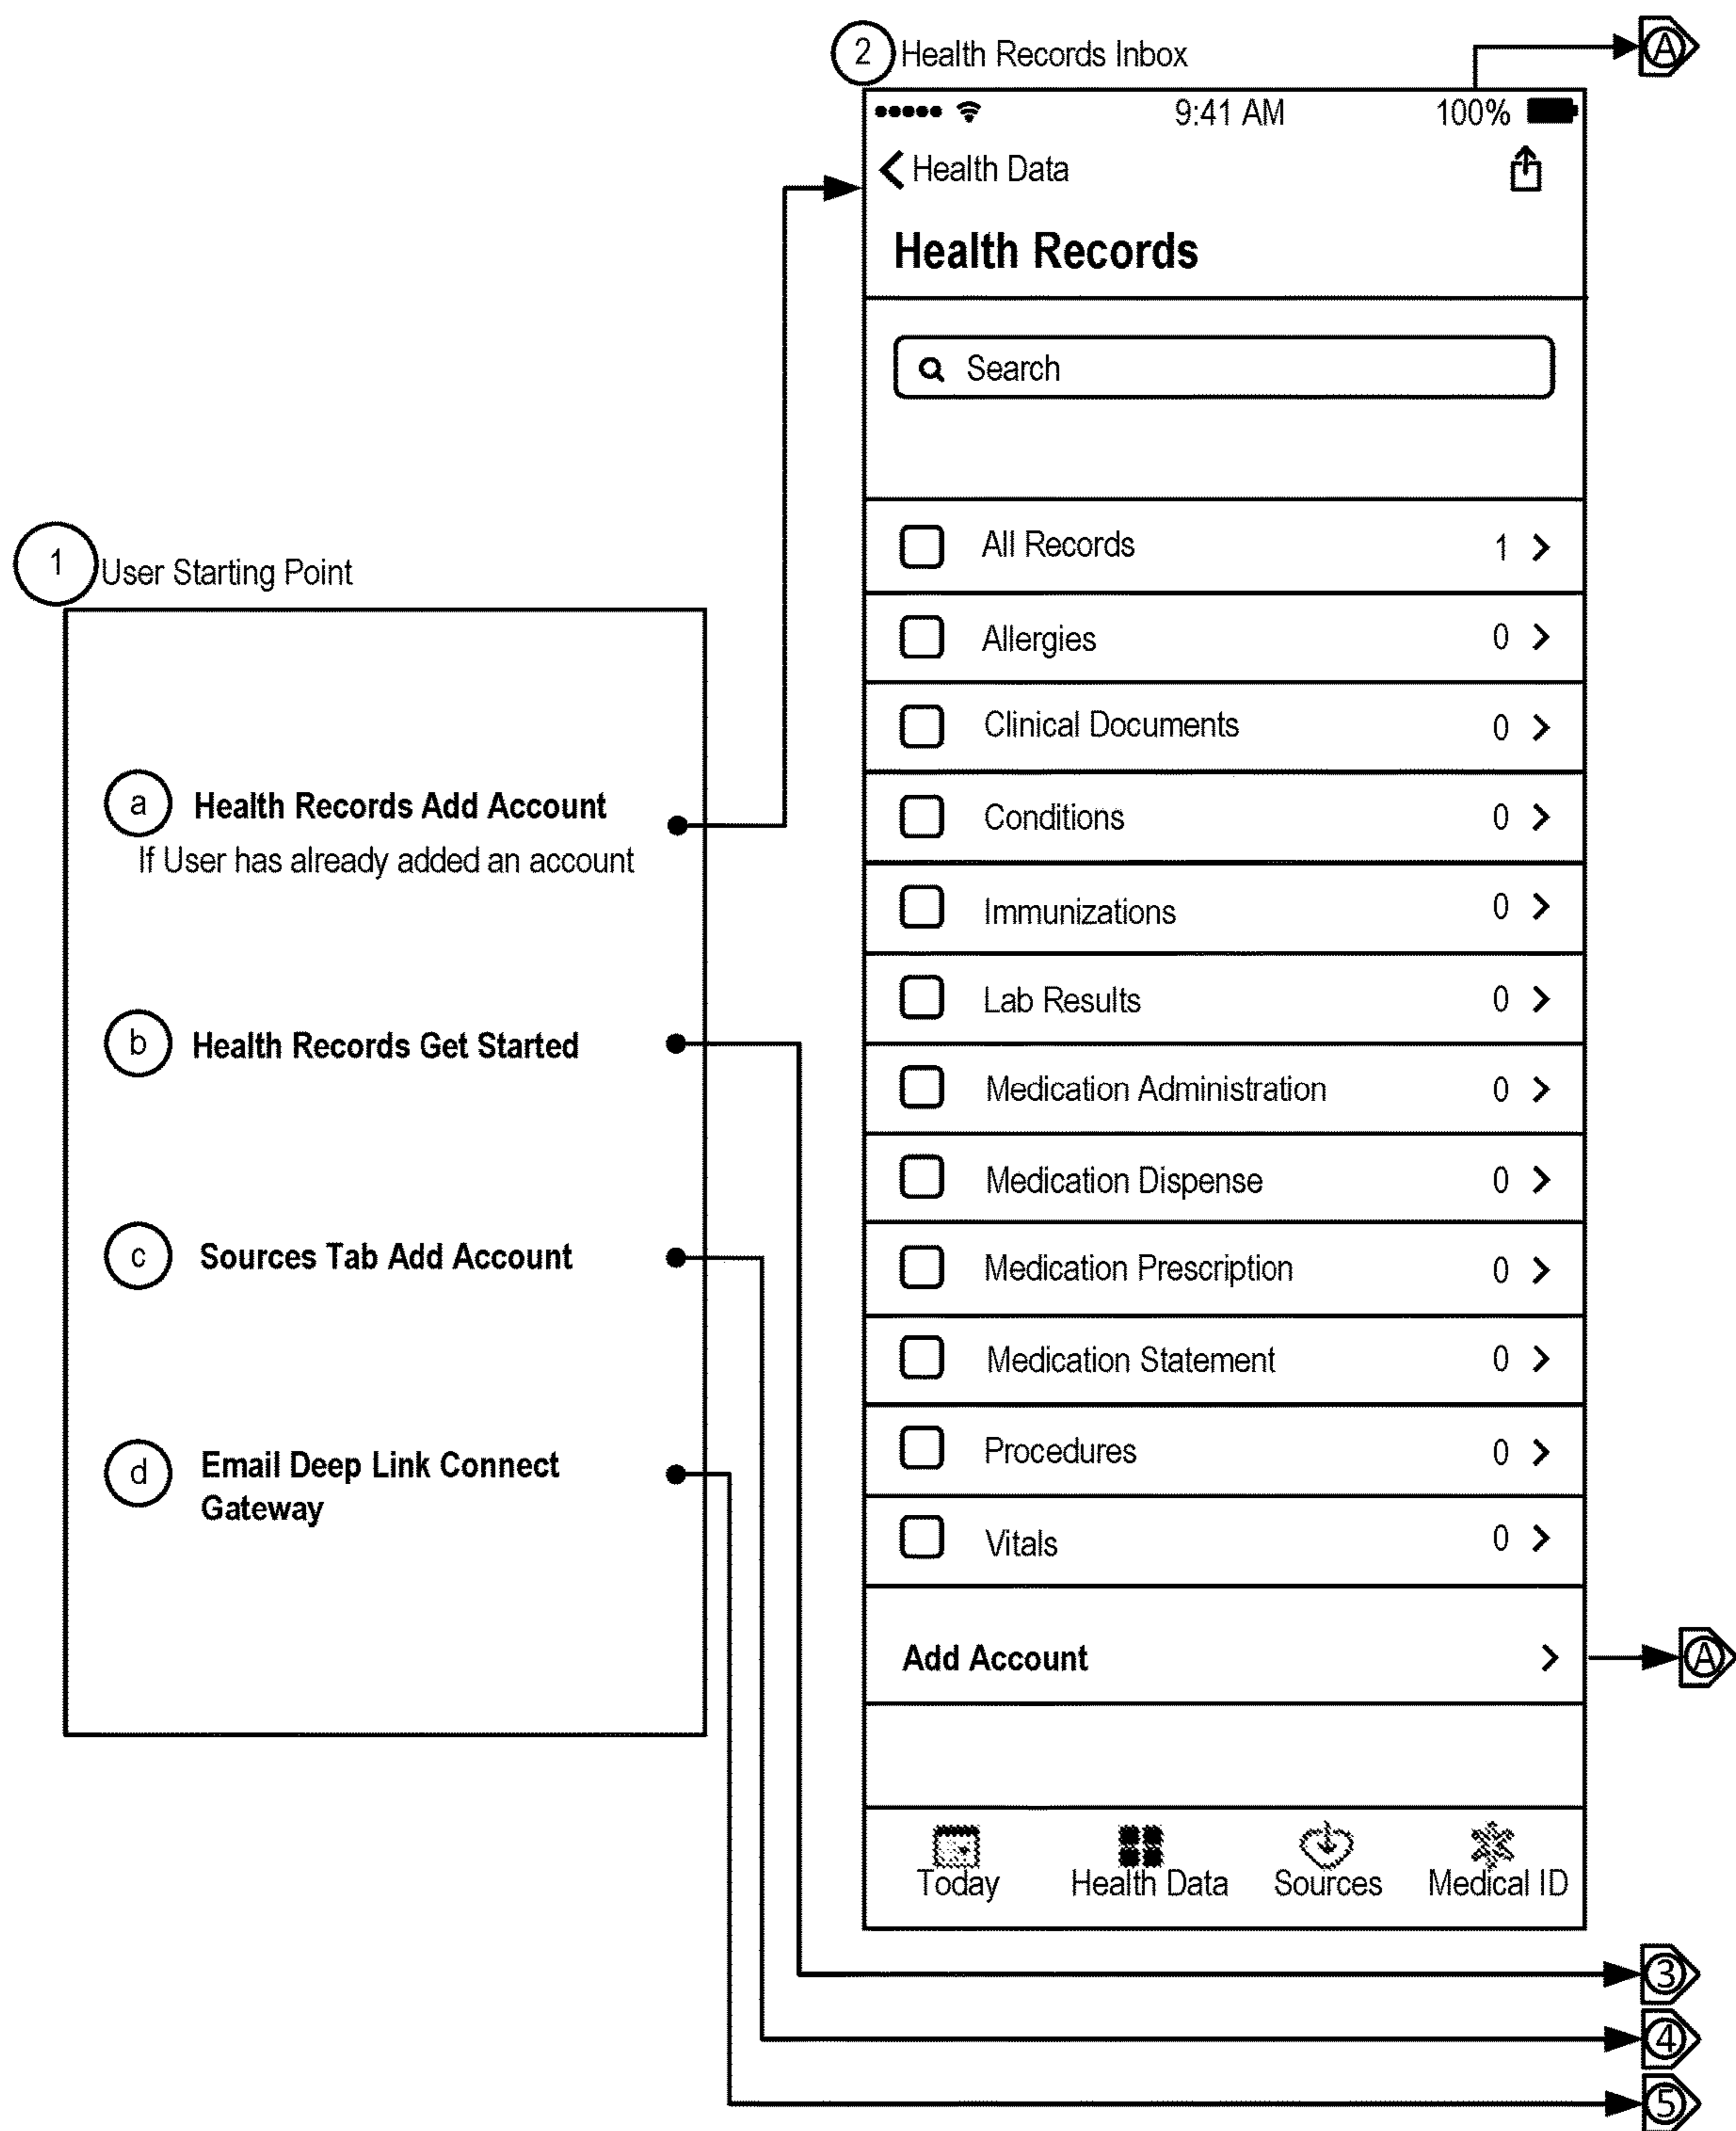 2 Health Records Inbox
A
9:41 AM 100%
Health Data
Health Records
Search
All Records 1
Allergies 0
Clinical Documents 0
Conditions 0
Immunizations 0
Lab Results 0
Medication Administration 0
Medication Dispense 0
Medication Prescription 0
Medication Statement 0
Procedures 0
Vitals 0
Add Account
A
Today Health Data Sources Medical ID
1 User Starting Point
a Health Records Add Account
If User has already added an account
b Health Records Get Started
c Sources Tab Add Account
d Email Deep Link Connect
Gateway
3
4
5